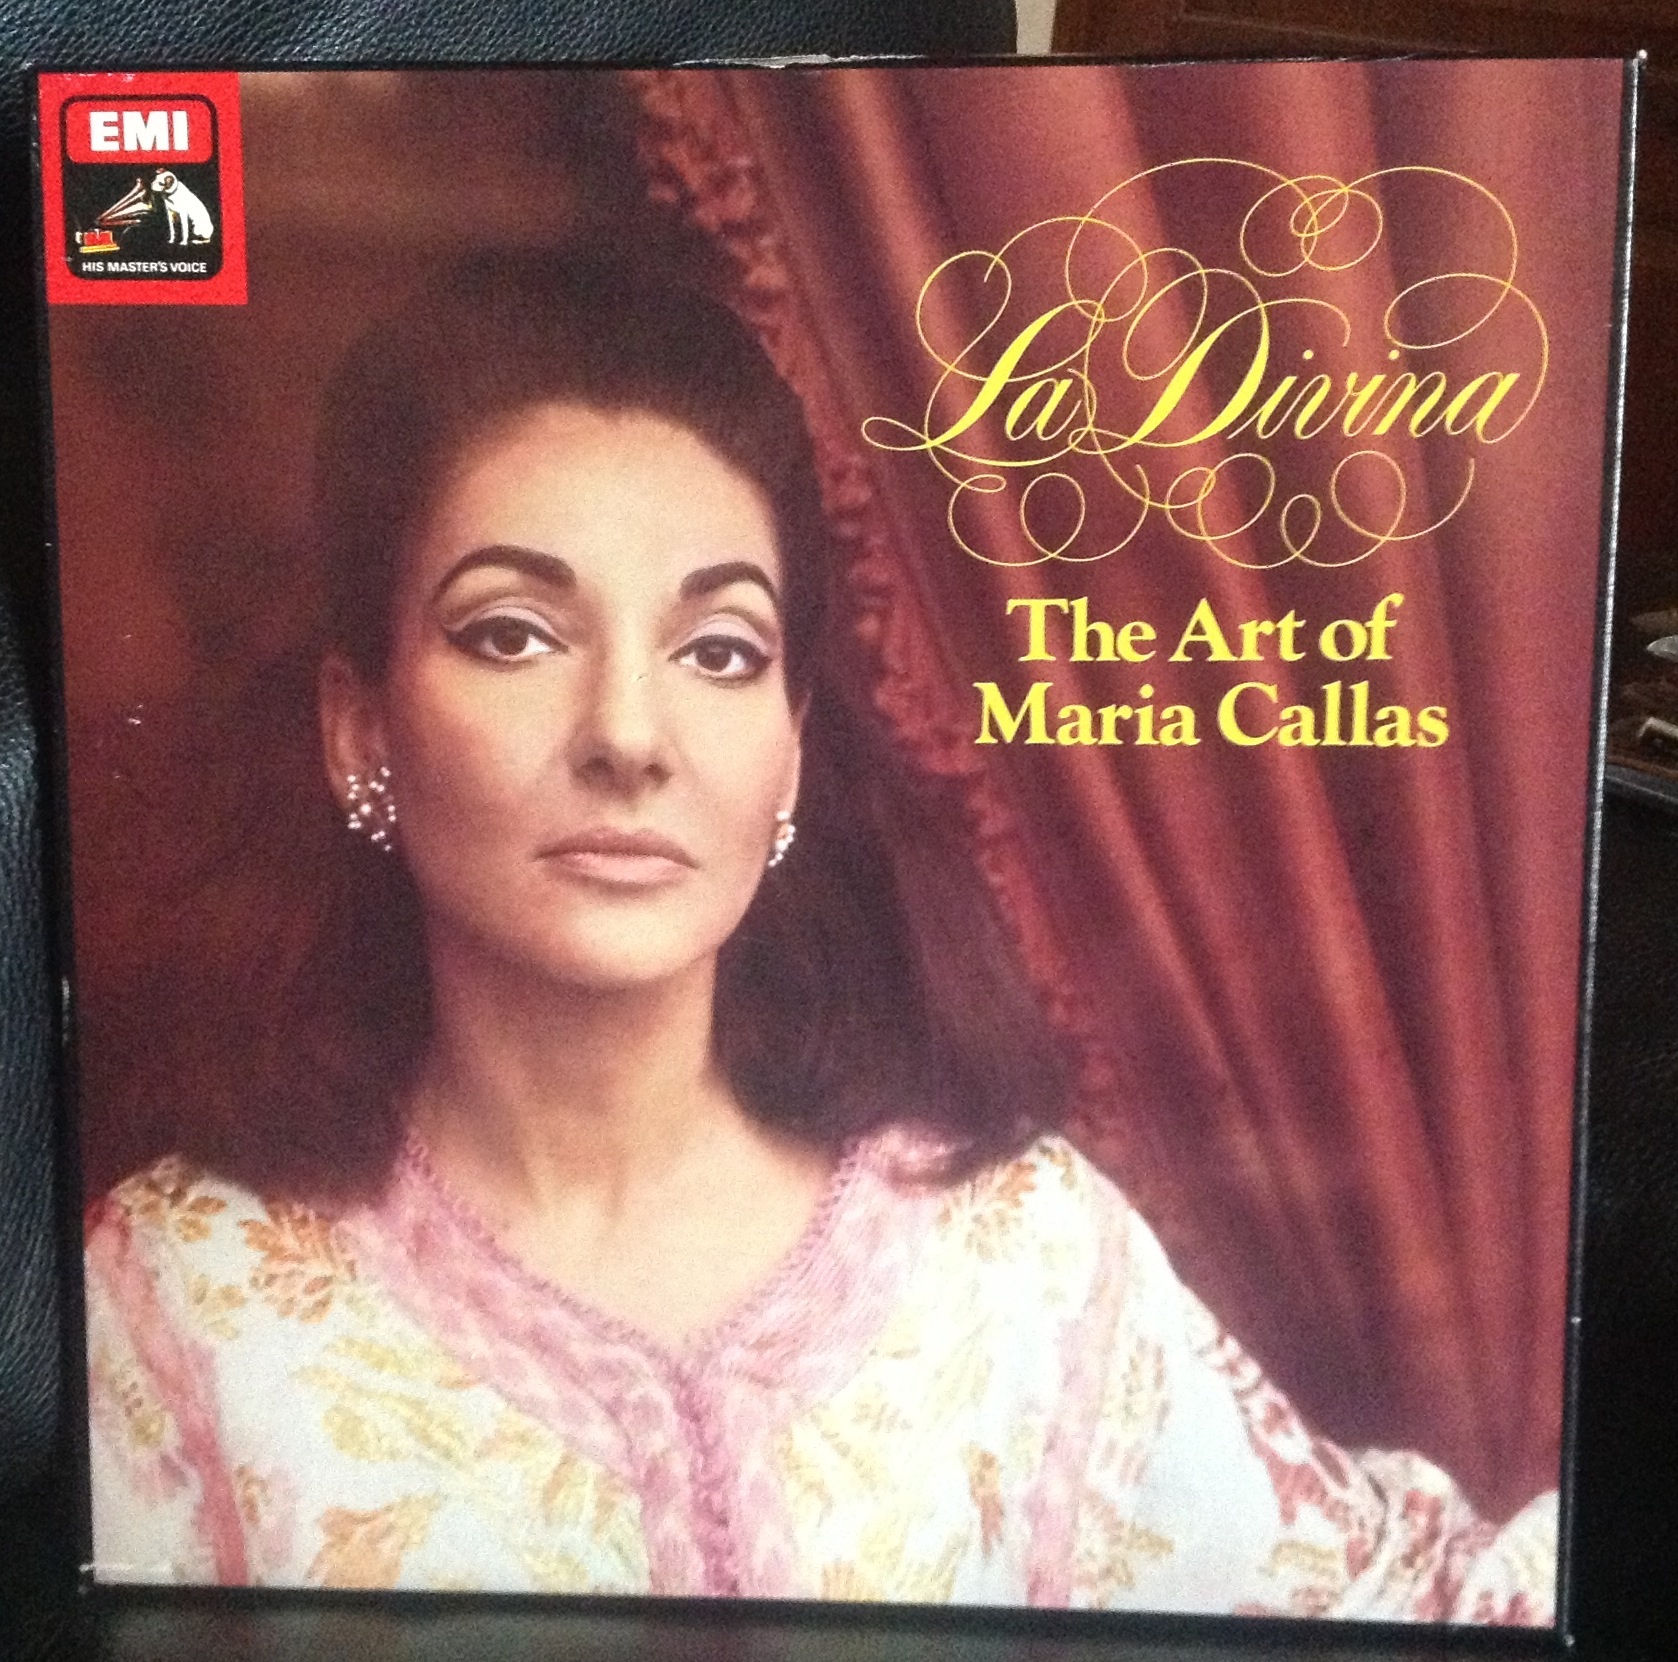 EMI
HIS MASTER'S VOICE
La Divina
The Art of
Maria Callas